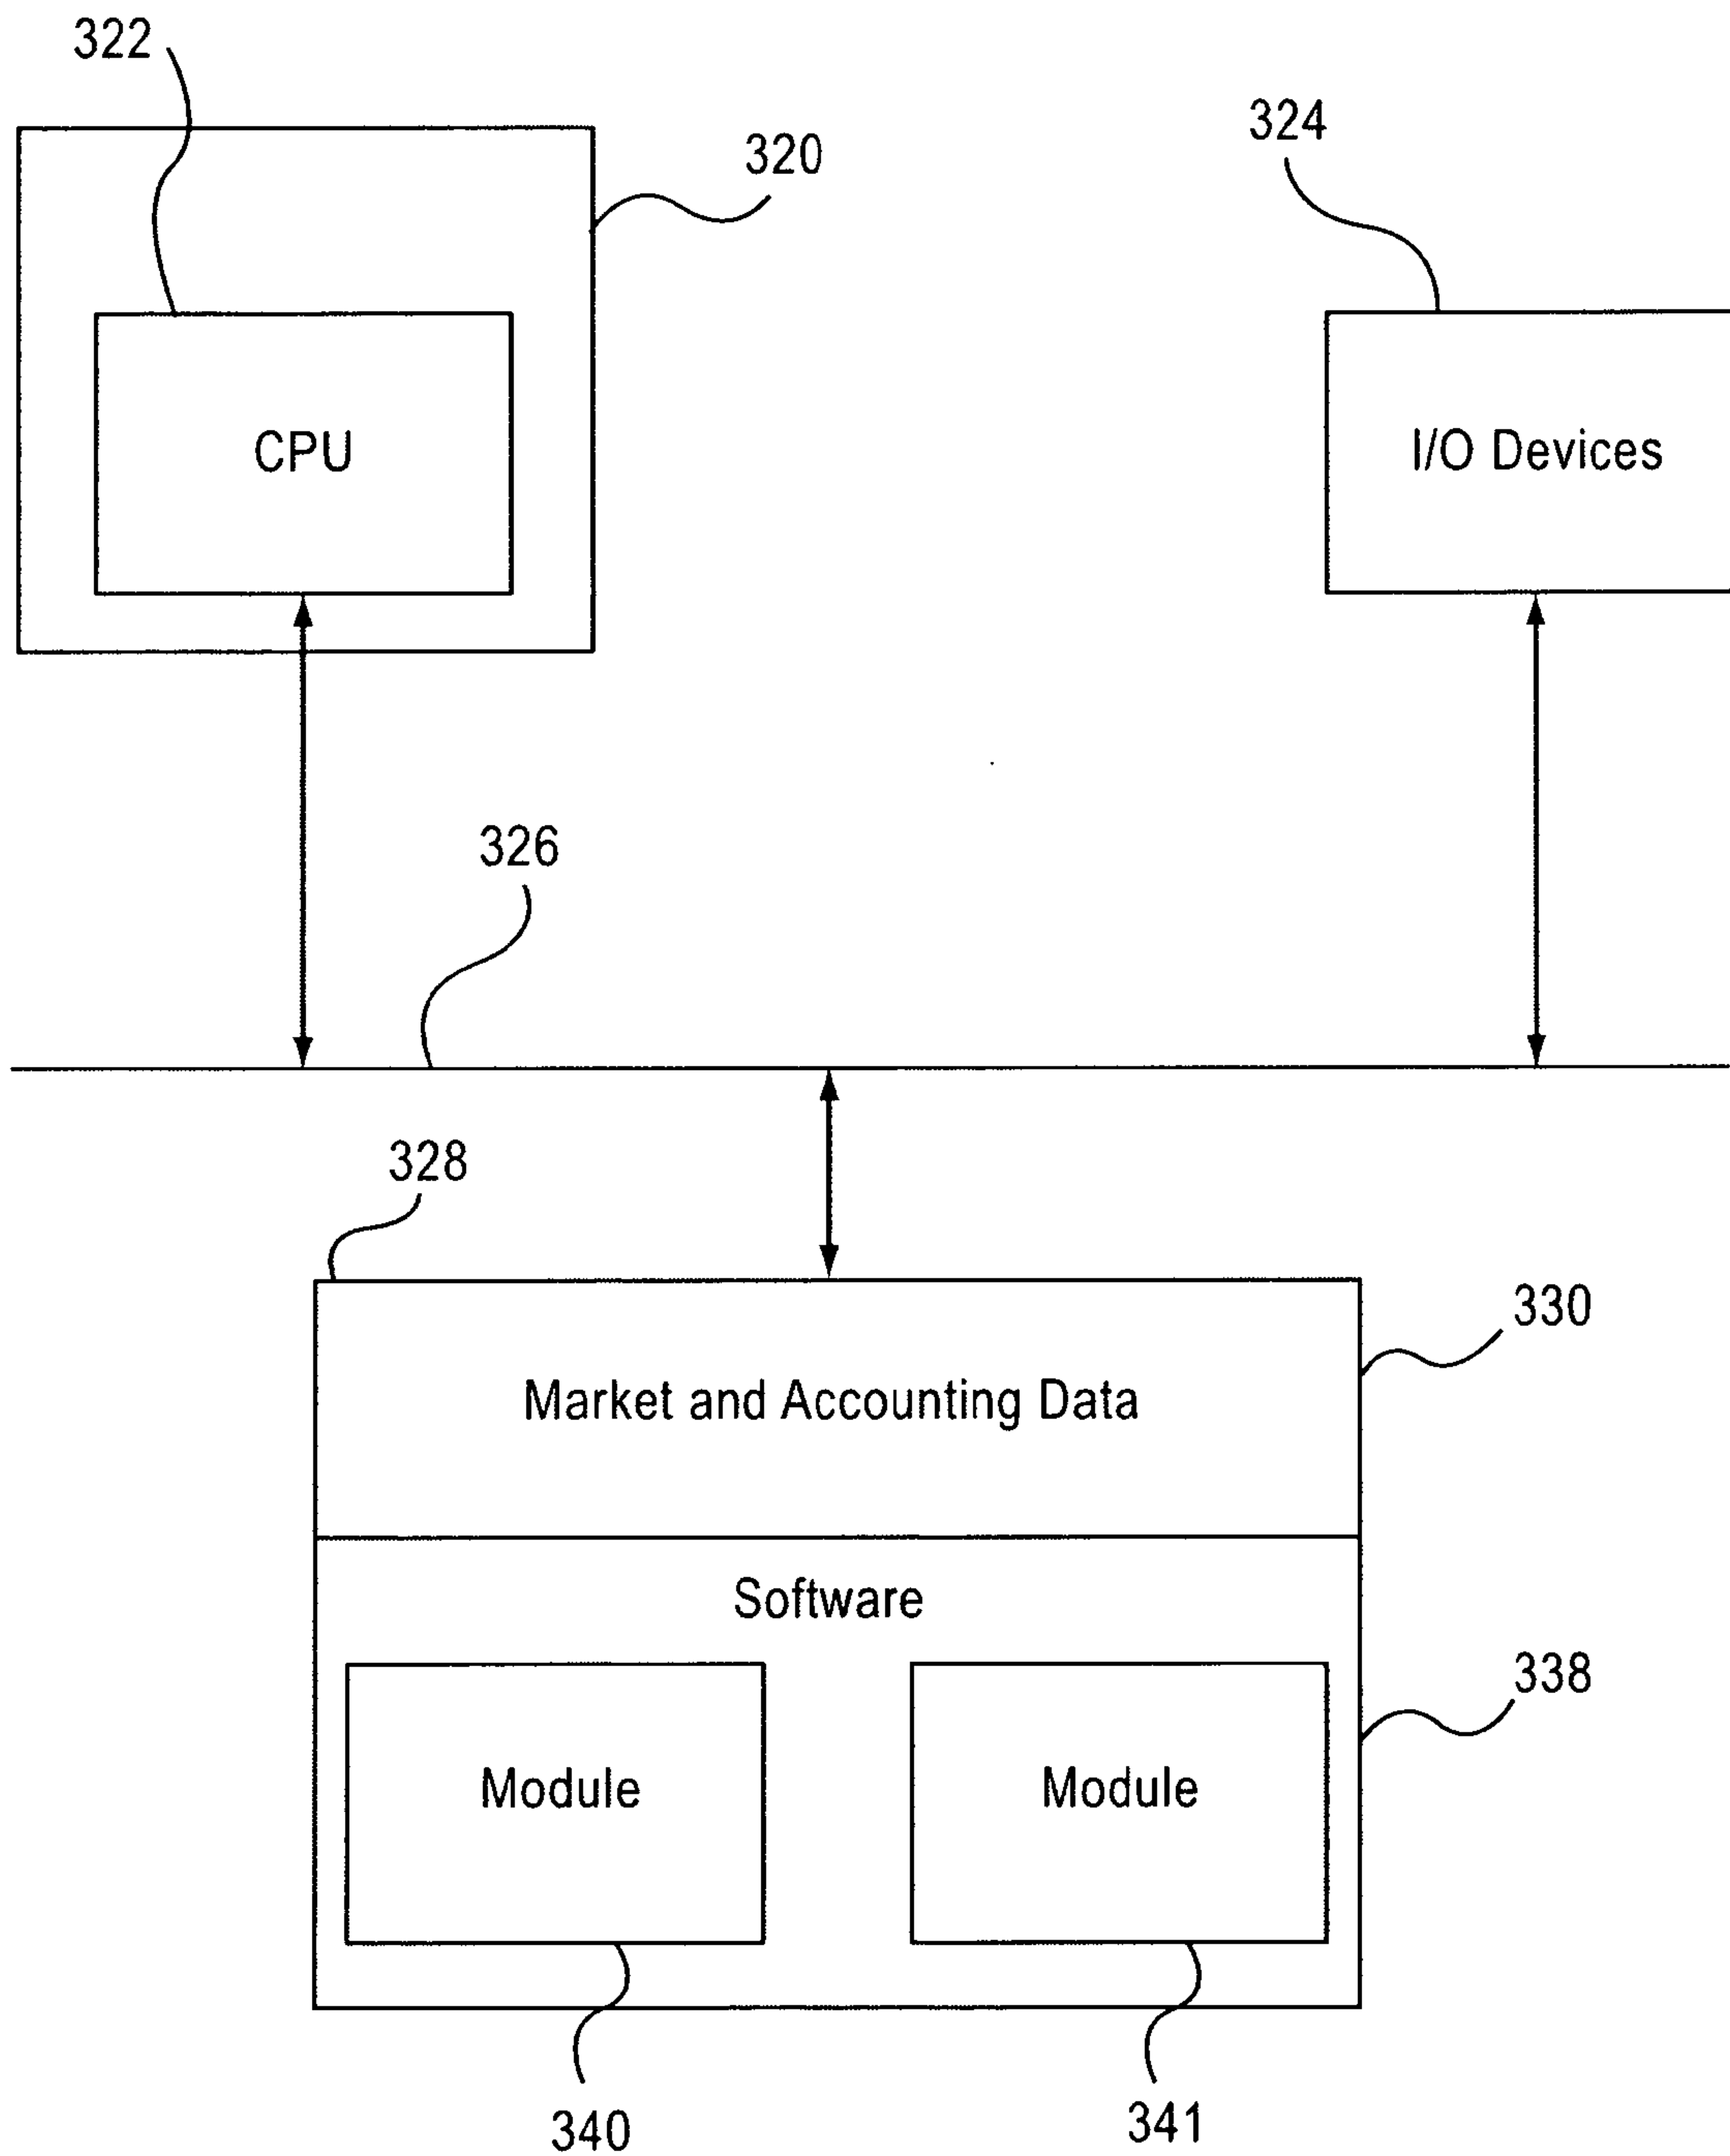 322
320
324
CPU
I/O Devices
326
328
330
Market and Accounting Data
Software
338
Module
Module
340
341